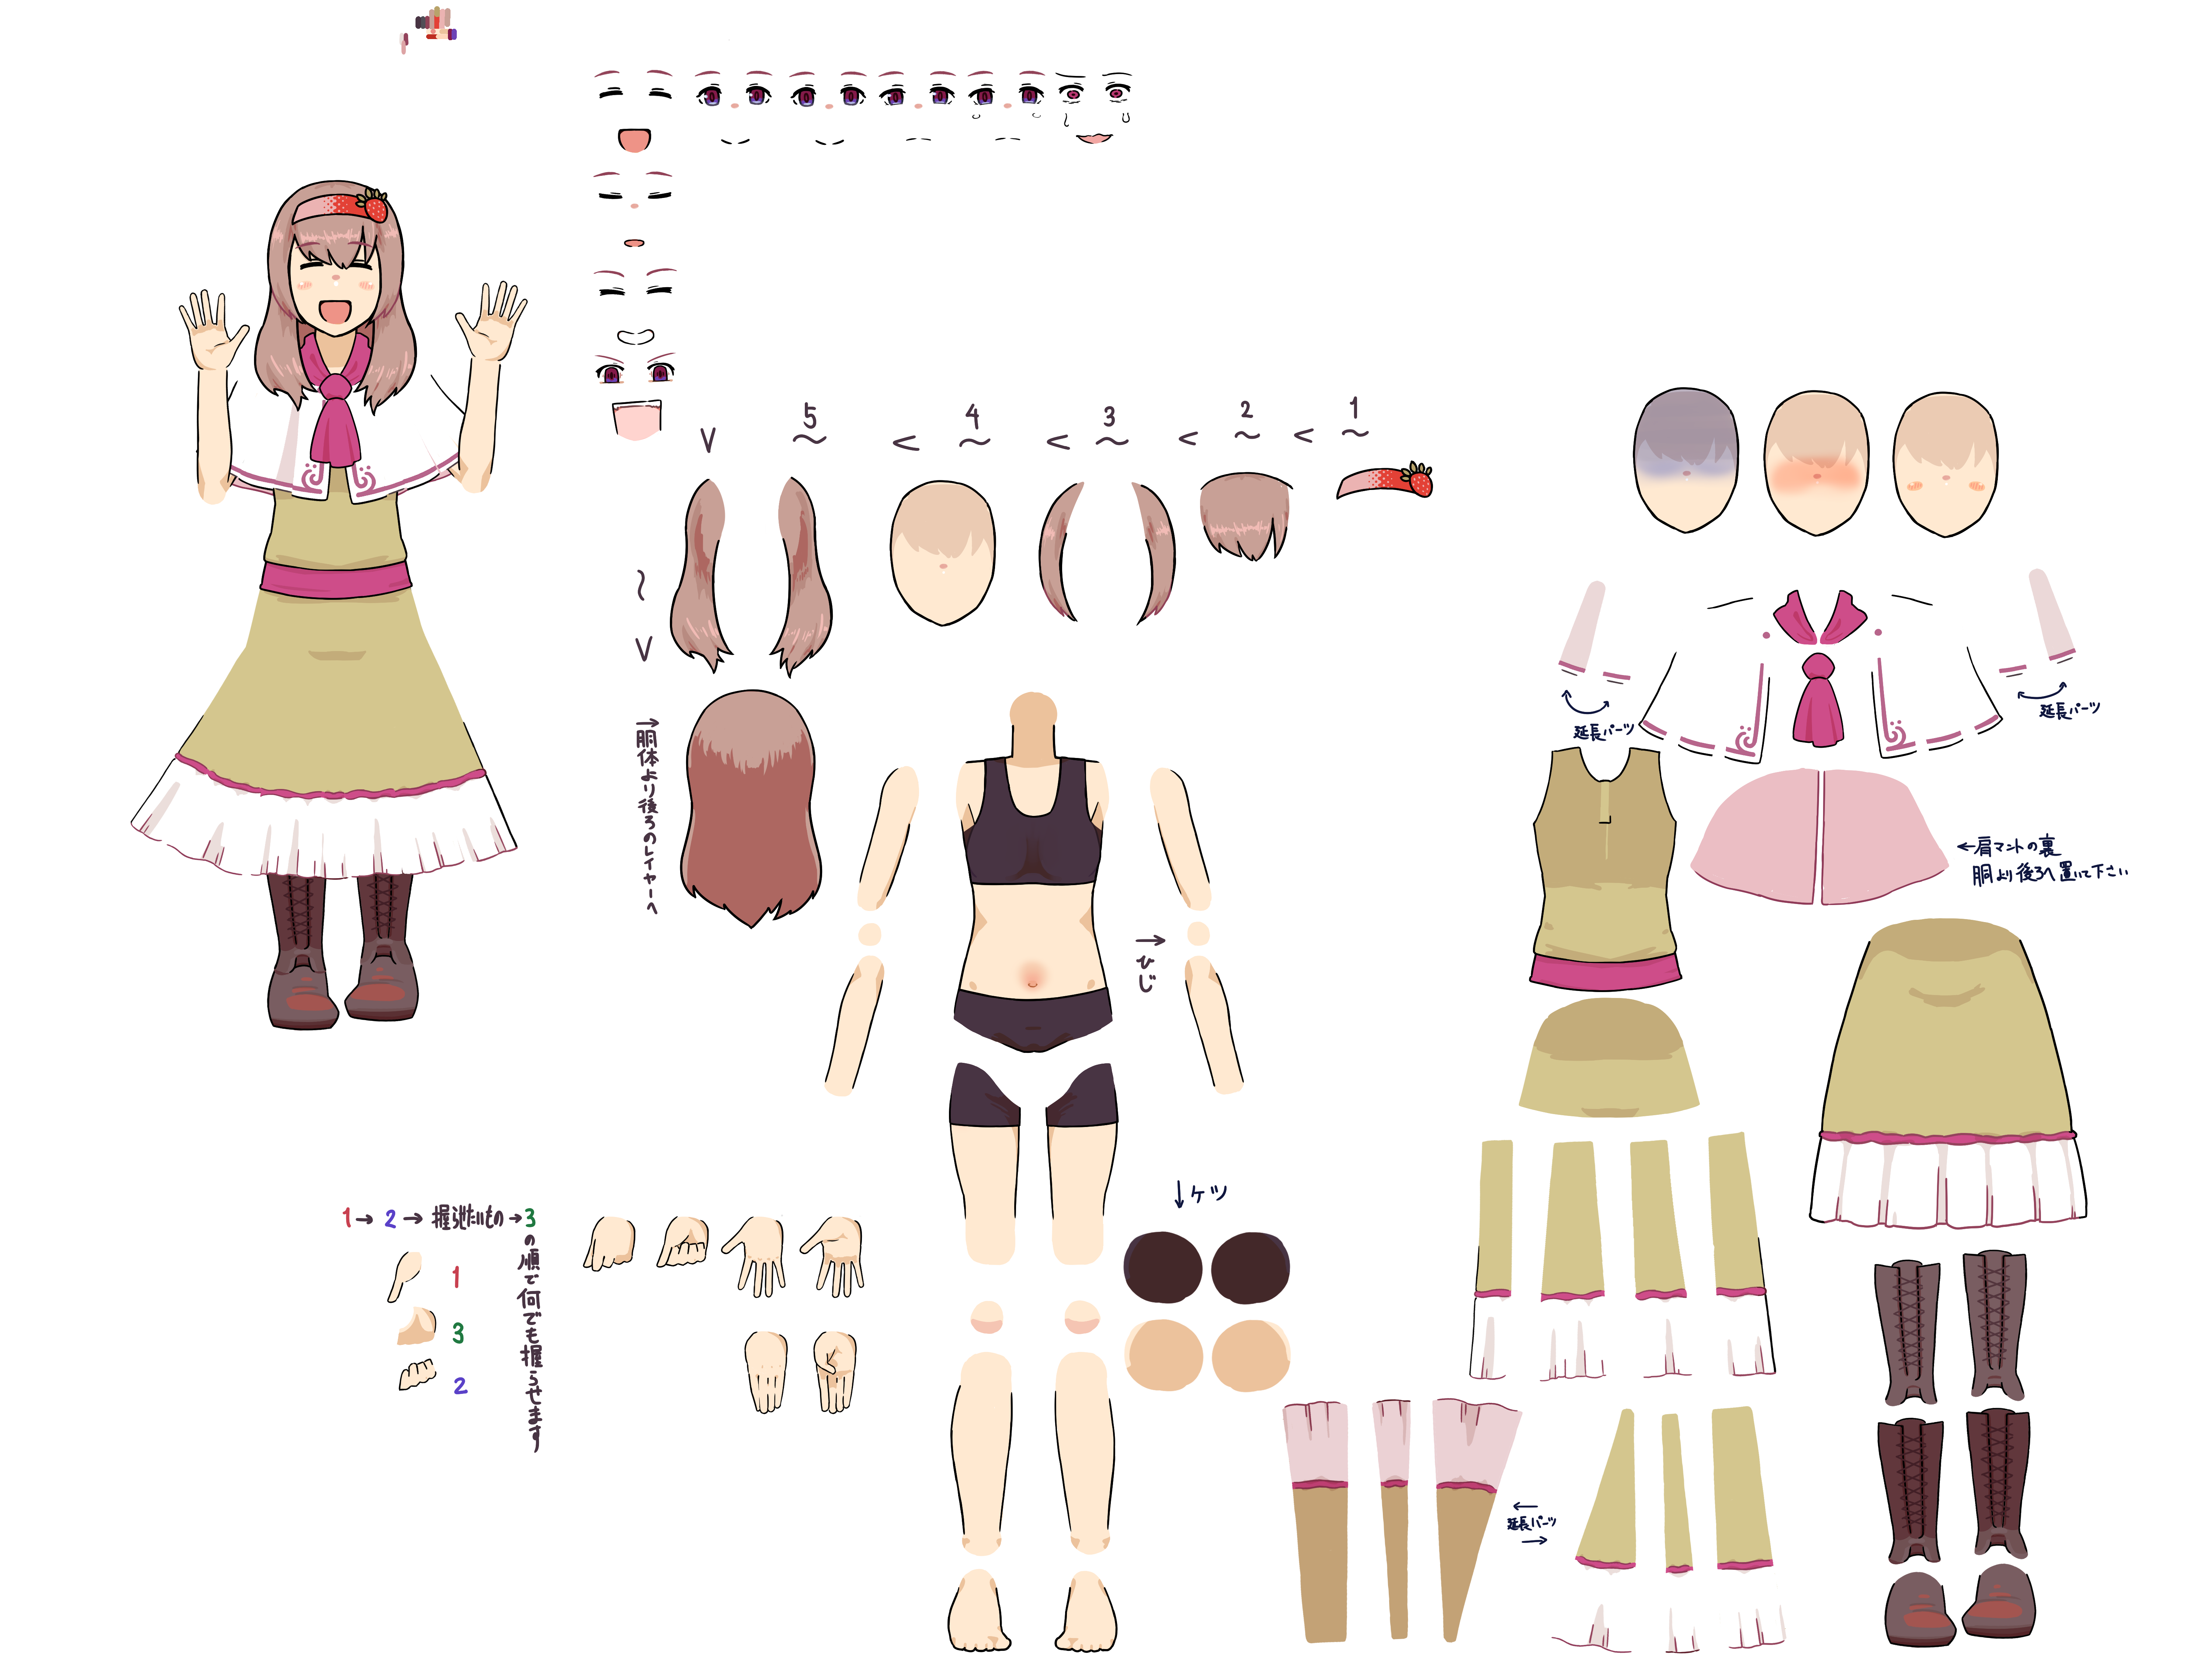 5 < 4 < 3 < 2 < 1
→胴体より後ろのレイヤーへ
→ひじ
延長パーツ
延長パーツ
←肩マントの裏
胴より後ろへ置いて下さい
↓ケツ
1→2→握らせたいもの→3
の順で何でも握らせます
1
3
2
←
延長パーツ
→